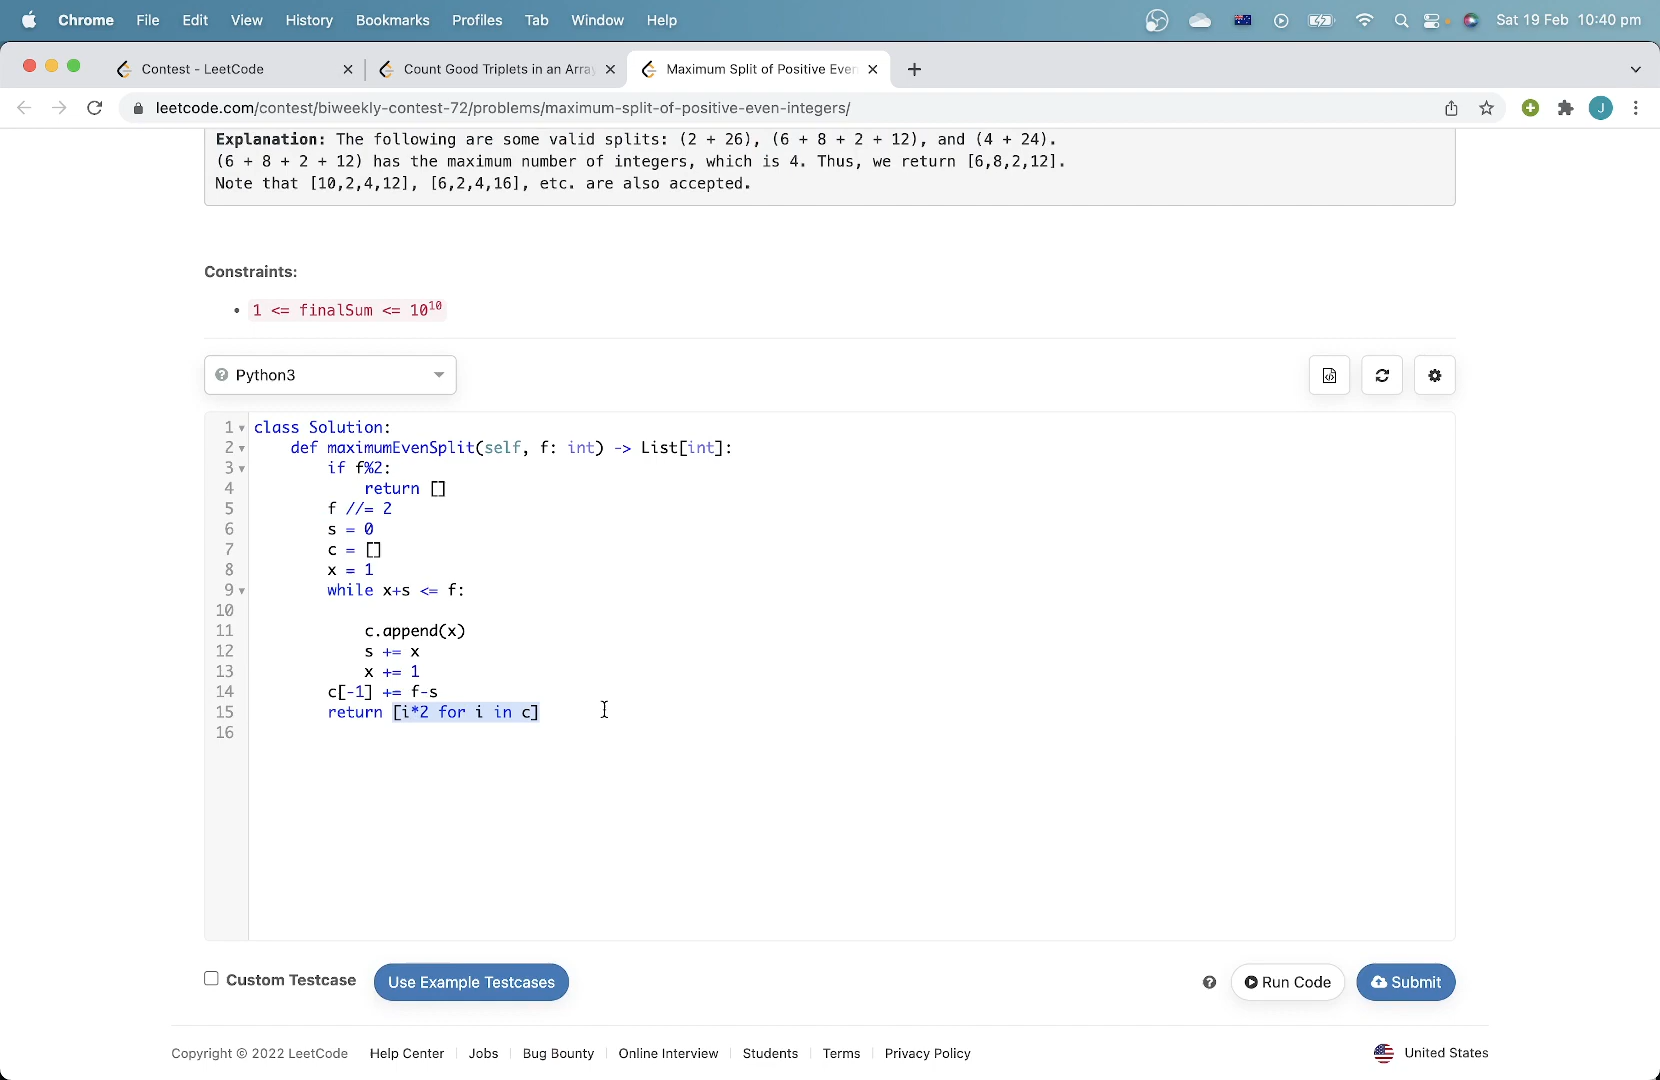 Chrome File Edit View History Bookmarks Profiles Tab Window Help Sat 19 Feb 10:40 pm
Contest - LeetCode Count Good Triplets in an Arra Maximum Split of Positive Eve
leetcode.com/contest/biweekly-contest-72/problems/maximum-split-of-positive-even-integers/ J
Explanation: The following are some valid splits: (2 + 26), (6 + 8 + 2 + 12), and (4 + 24).
(6 + 8 + 2 + 12) has the maximum number of integers, which is 4. Thus, we return [6,8,2,12].
Note that [10,2,4,12], [6,2,4,16], etc. are also accepted.
Constraints:
• 1 <= finalSum <= 10¹⁰
Python3
1 class Solution:
2 def maximumEvenSplit(self, f: int) -> List[int]:
3 if f%2:
4 return []
5 f //= 2
6 s = 0
7 c = []
8 x = 1
9 while x+s <= f:
10
11 c.append(x)
12 s += x
13 x += 1
14 c[-1] += f-s
15 return [i*2 for i in c]
16
Custom Testcase Use Example Testcases Run Code Submit
Copyright © 2022 LeetCode Help Center Jobs Bug Bounty Online Interview Students Terms Privacy Policy United States